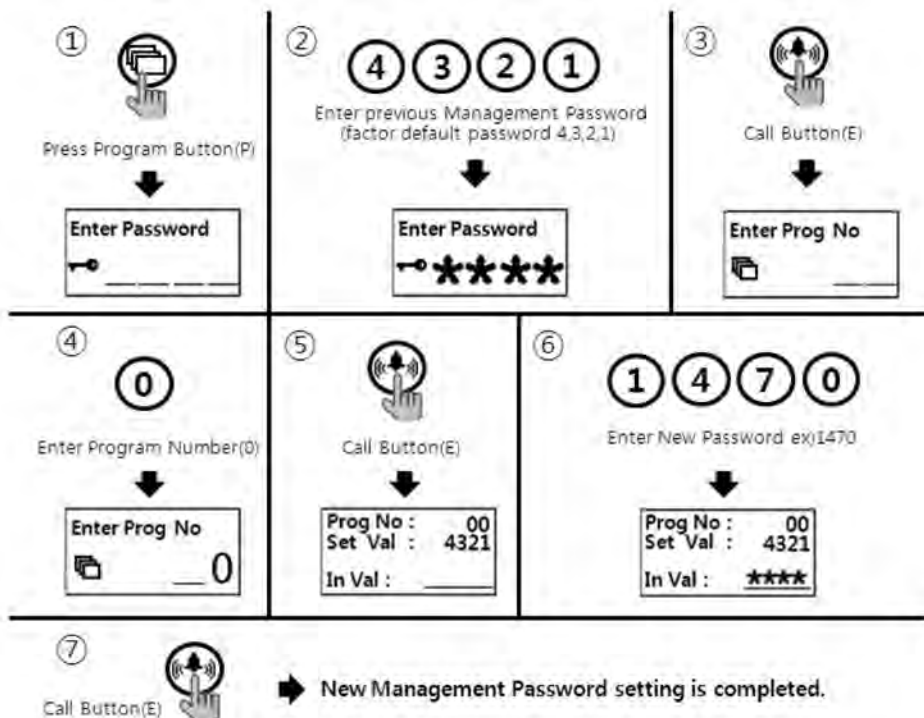 ①
Press Program Button(P)
Enter Password
②
4 3 2 1
Enter previous Management Password
(factor default password 4,3,2,1)
Enter Password
****
③
Call Button(E)
Enter Prog No
④
0
Enter Program Number(0)
Enter Prog No
_0
⑤
Call Button(E)
Prog No : 00
Set Val : 4321
In Val :
⑥
1 4 7 0
Enter New Password ex)1470
Prog No : 00
Set Val : 4321
In Val : ****
⑦
Call Button(E)
New Management Password setting is completed.